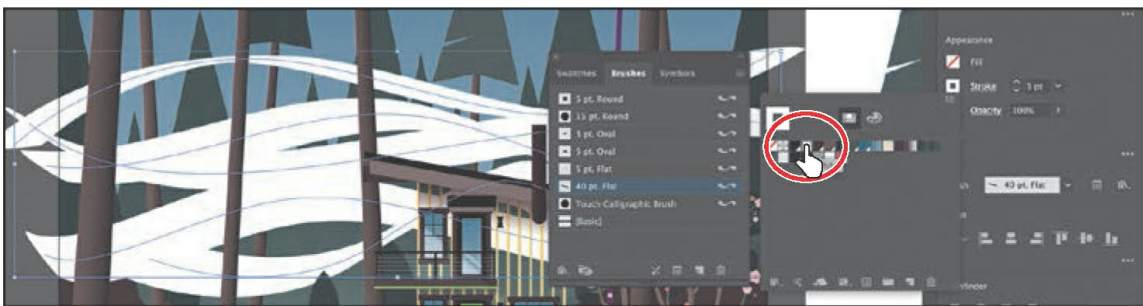 Swatches Brushes Symbols
5 pt. Round
15 pt. Round
3 pt. Oval
5 pt. Oval
5 pt. Flat
40 pt. Flat
Touch Calligraphic Brush
[Basic]
Appearance
Fill
Stroke 3 pt
Opacity 100%
40 pt. Flat